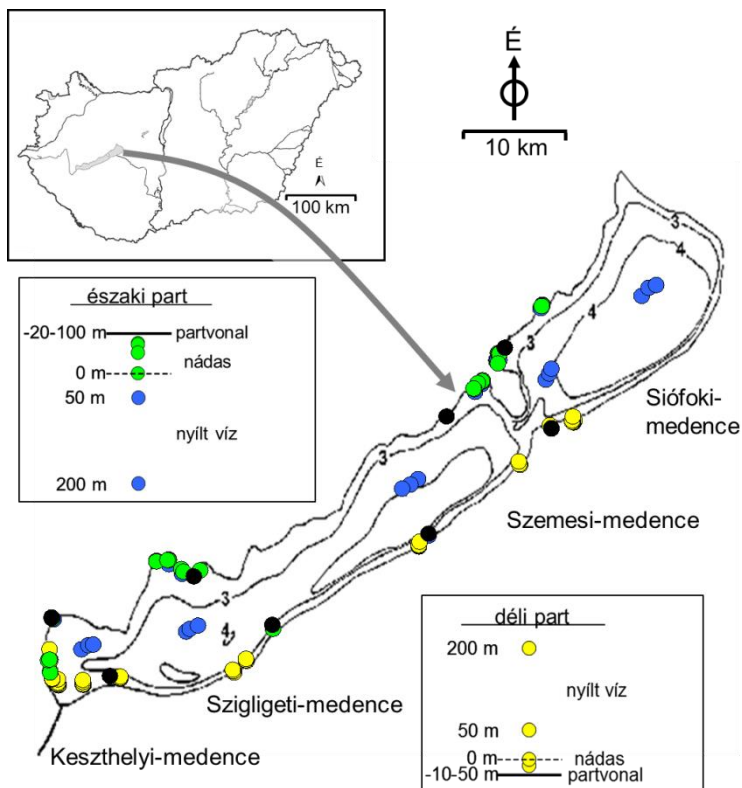 É
10 km
É
100 km
északi part
-20-100 m
partvonal
nádas
0 m
50 m
nyílt víz
200 m
3
4
3
Siófoki-
medence
4
3
Szemesi-medence
3
4
déli part
200 m
nyílt víz
50 m
0 m
nádas
-10-50 m
partvonal
Szigligeti-medence
Keszthelyi-medence